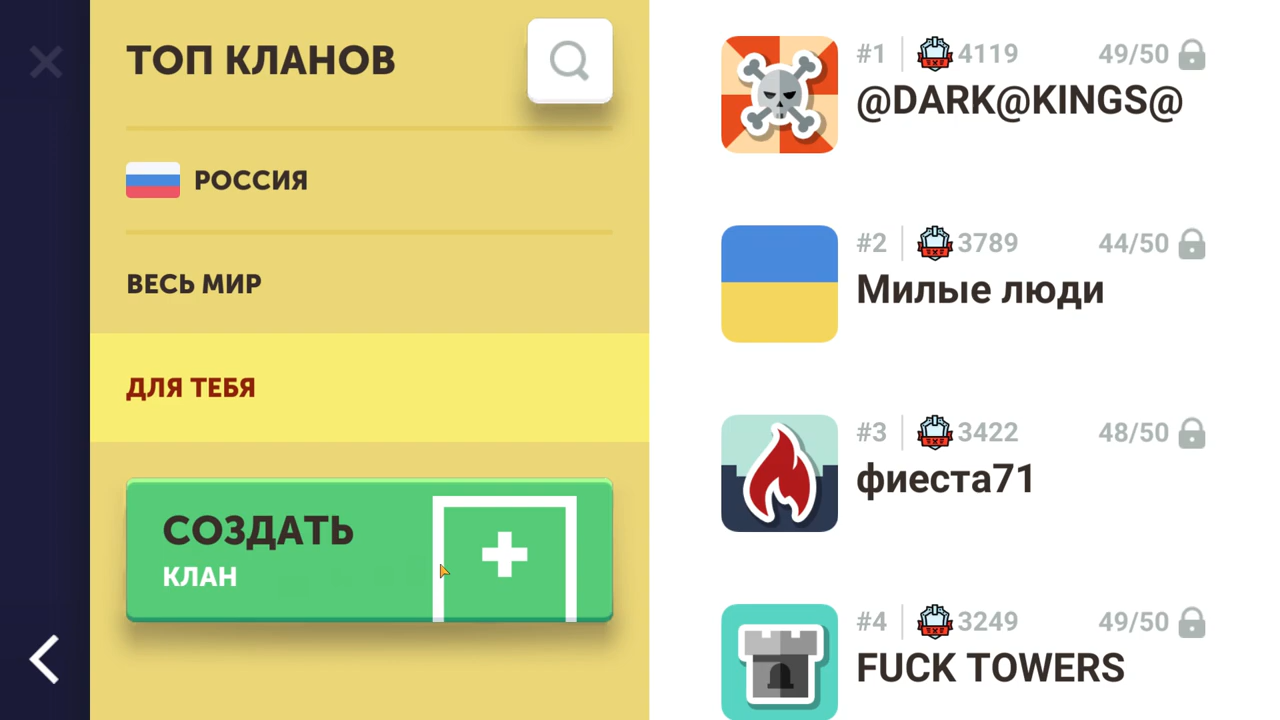 ТОП КЛАНОВ
РОССИЯ
ВЕСЬ МИР
ДЛЯ ТЕБЯ
СОЗДАТЬ
КЛАН
#1 4119 49/50
@DARK@KINGS@
#2 3789 44/50
Милые люди
#3 3422 48/50
фиеста71
#4 3249 49/50
FUCK TOWERS